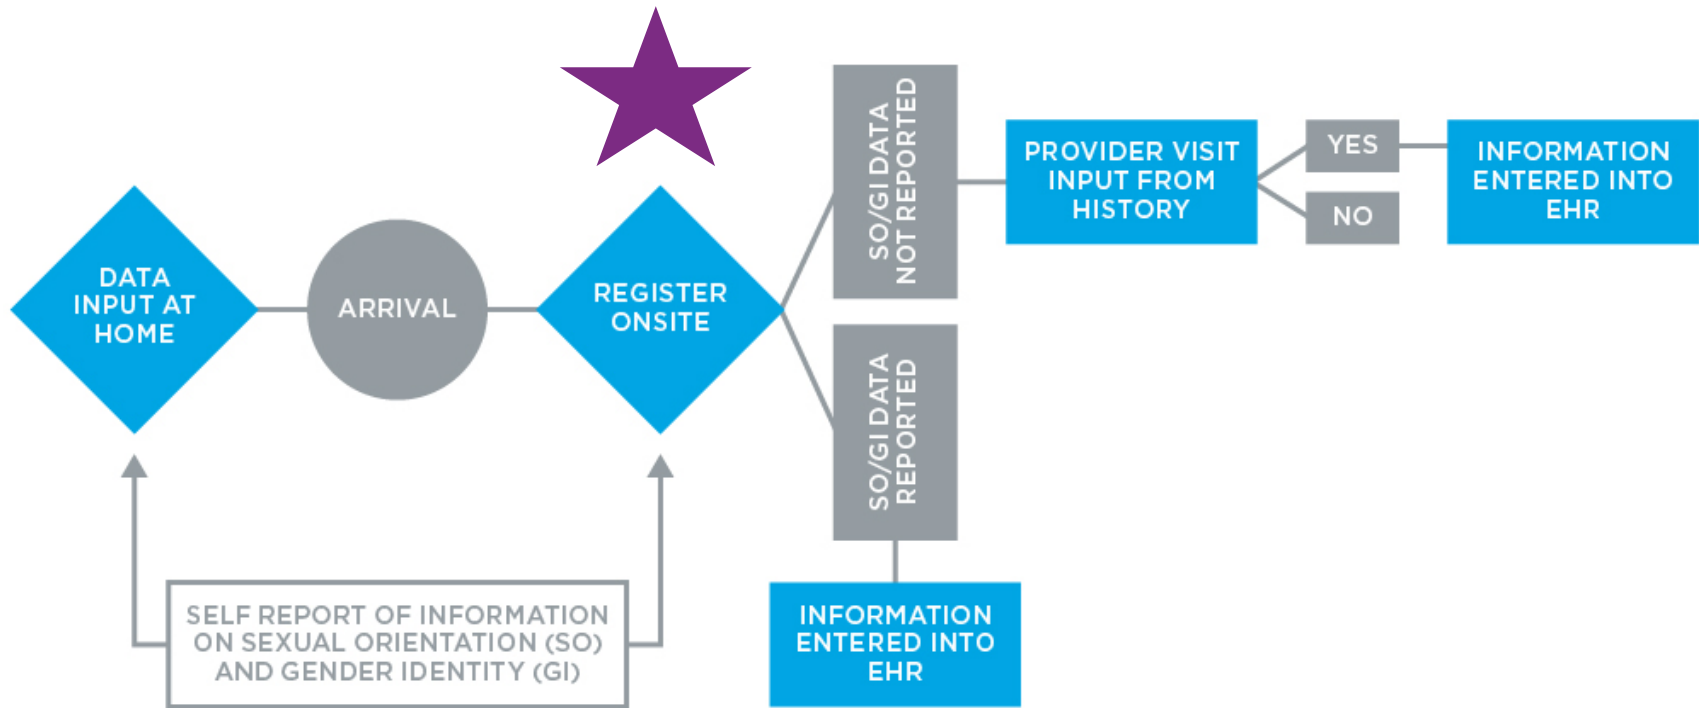 DATA
INPUT AT
HOME
ARRIVAL
REGISTER
ONSITE
SO/GI DATA
NOT REPORTED
SO/GI DATA
REPORTED
PROVIDER VISIT
INPUT FROM
HISTORY
YES
NO
INFORMATION
ENTERED INTO
EHR
SELF REPORT OF INFORMATION
ON SEXUAL ORIENTATION (SO)
AND GENDER IDENTITY (GI)
INFORMATION
ENTERED INTO
EHR